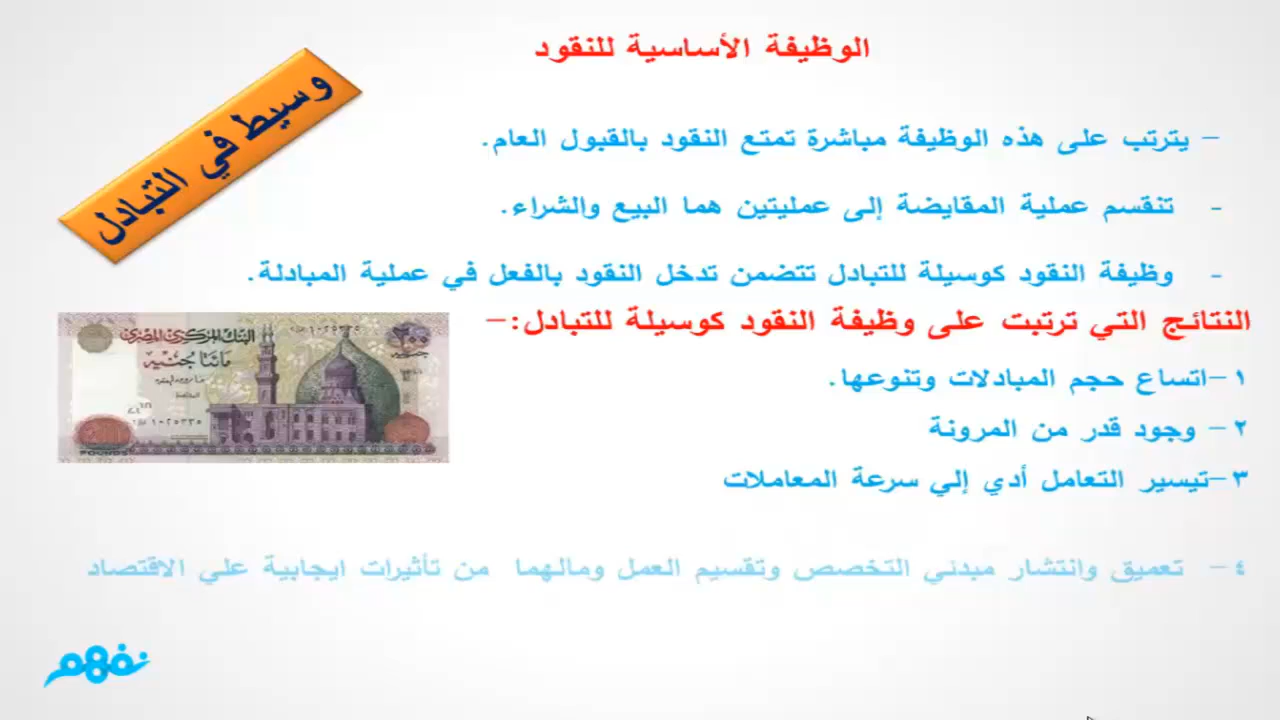 الوظيفة الأساسية للنقود
وسيط في التبادل
– يترتب على هذه الوظيفة مباشرة تمتع النقود بالقبول العام.
- تنقسم عملية المقايضة إلى عمليتين هما البيع والشراء.
- وظيفة النقود كوسيلة للتبادل تتضمن تدخل النقود بالفعل في عملية المبادلة.
النتائج التي ترتبت على وظيفة النقود كوسيلة للتبادل:–
١–اتساع حجم المبادلات وتنوعها.
٢– وجود قدر من المرونة
٣–تيسير التعامل أدي إلي سرعة المعاملات
٤– تعميق وانتشار مبدئي التخصص وتقسيم العمل ومالهما من تأثيرات ايجابية علي الاقتصاد
البنك المركزي المصري
٢٠٠
مائتا جنيه
جنيه
POUNDS
نفهم